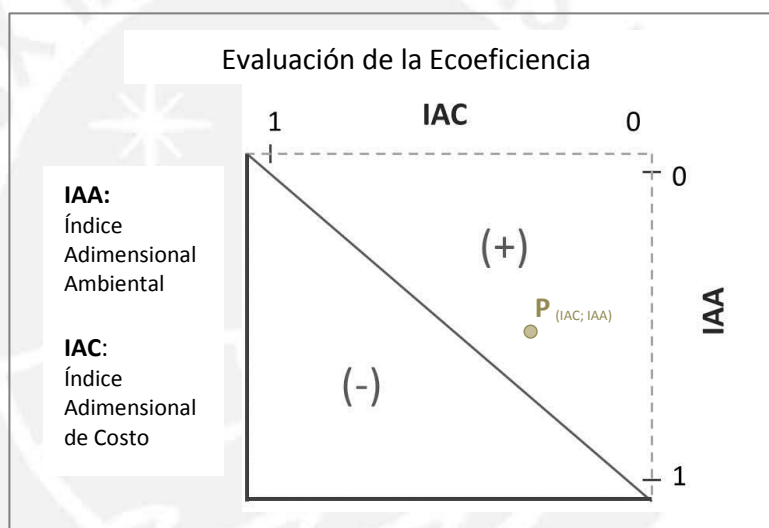 Evaluación de la Ecoeficiencia
IAC
1
0
0
IAA:
Índice
Adimensional
Ambiental
(+)
P (IAC; IAA)
IAA
IAC:
Índice
Adimensional
de Costo
(-)
1